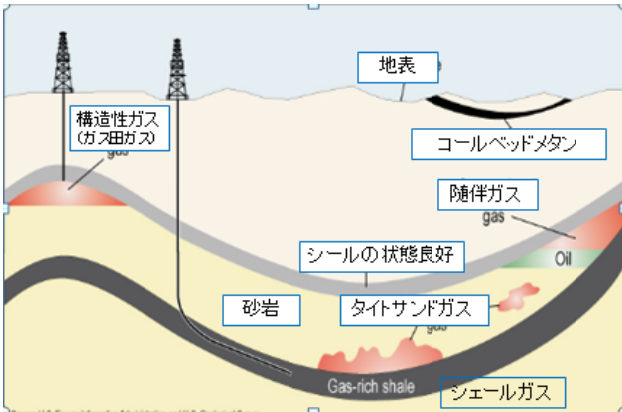 地表
構造性ガス
(ガス田ガス)
gas
コールベッドメタン
随伴ガス
gas
シールの状態良好
Oil
砂岩
タイトサンドガス
gas
Gas-rich shale
シェールガス